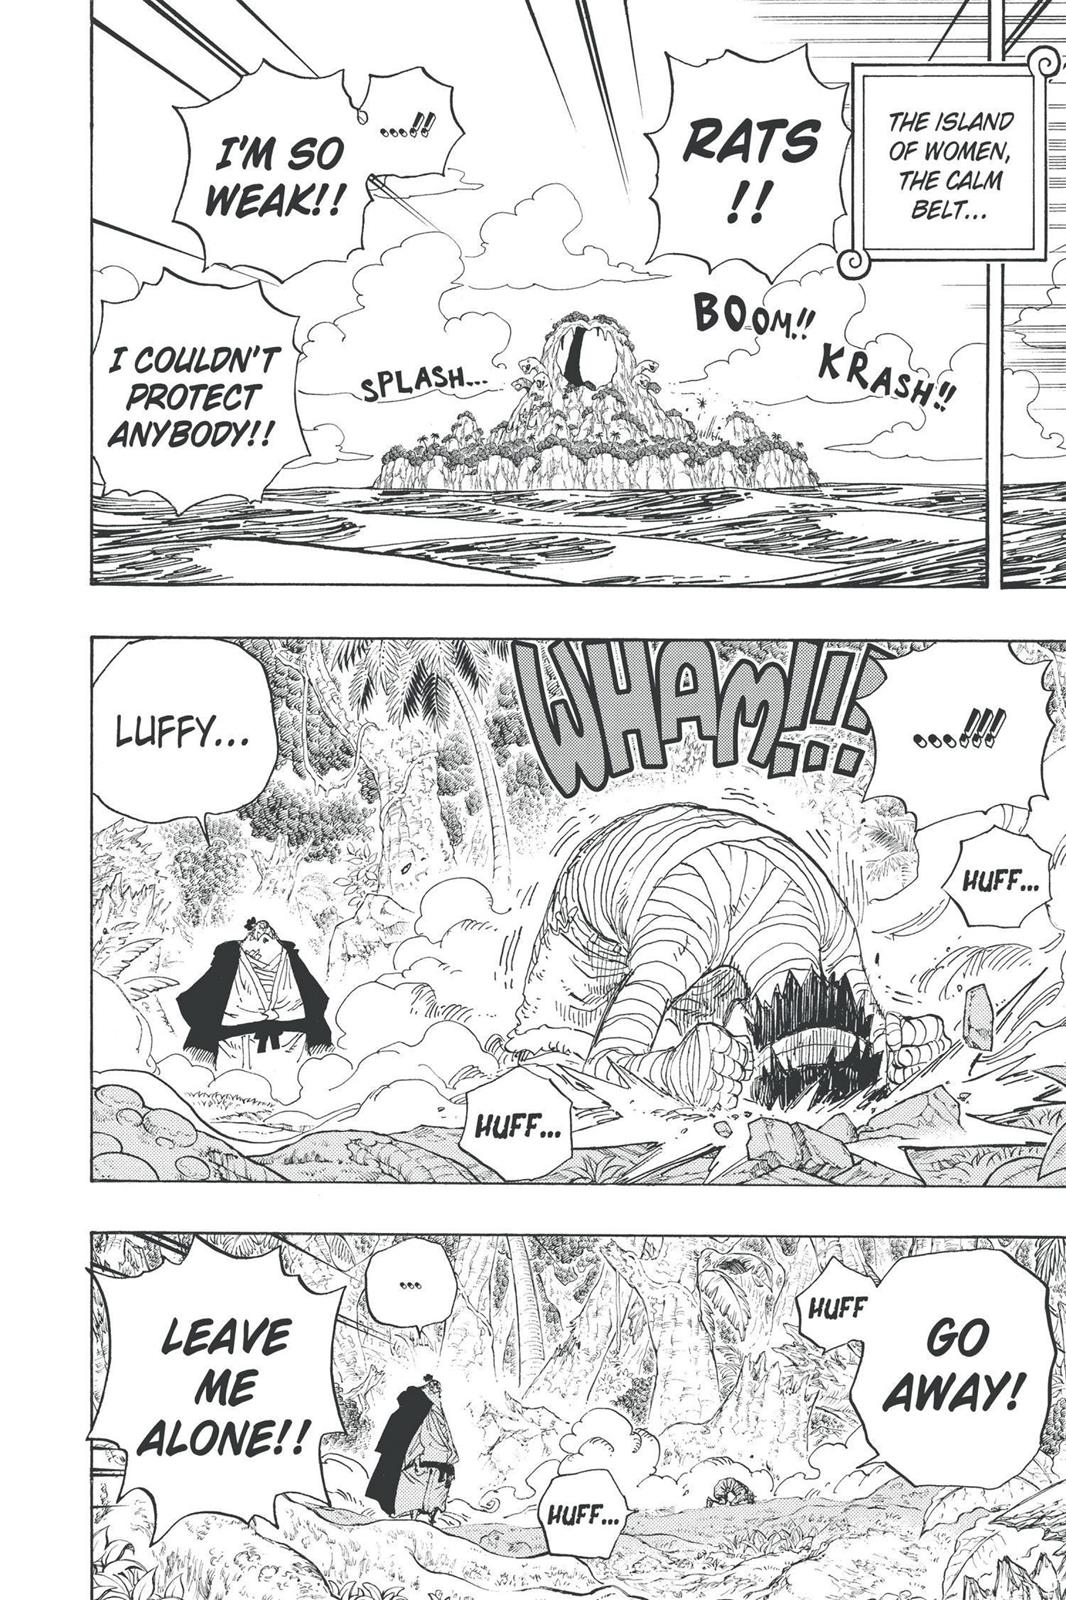 THE ISLAND
OF WOMEN,
THE CALM
BELT...
RATS
!!
...!!
I'M SO
WEAK!!
I COULDN'T
PROTECT
ANYBODY!!
BOOM!!
KRASH!!
SPLASH...
...!!!
WHAM!!!
LUFFY...
HUFF...
HUFF...
GO
AWAY!
HUFF
...
LEAVE
ME
ALONE!!
HUFF...